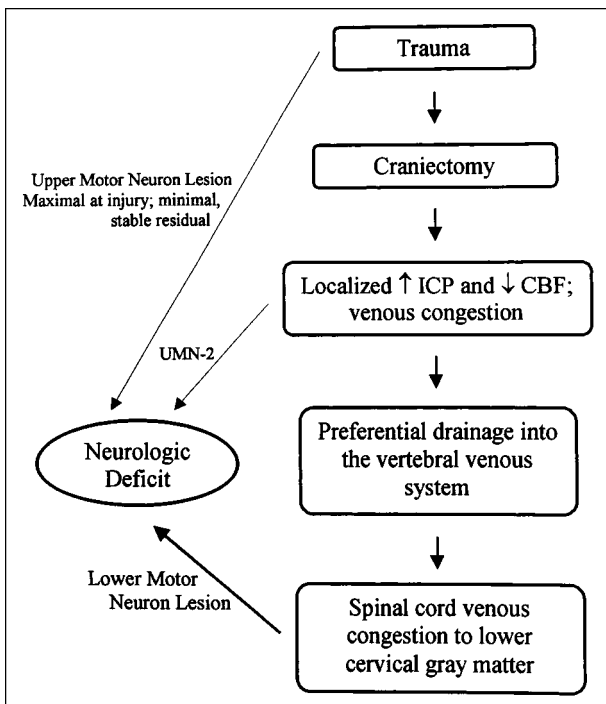 Trauma
Craniectomy
Upper Motor Neuron Lesion
Maximal at injury; minimal,
stable residual
Localized ↑ ICP and ↓ CBF;
venous congestion
UMN-2
Preferential drainage into
the vertebral venous
system
Neurologic
Deficit
Lower Motor
Neuron Lesion
Spinal cord venous
congestion to lower
cervical gray matter